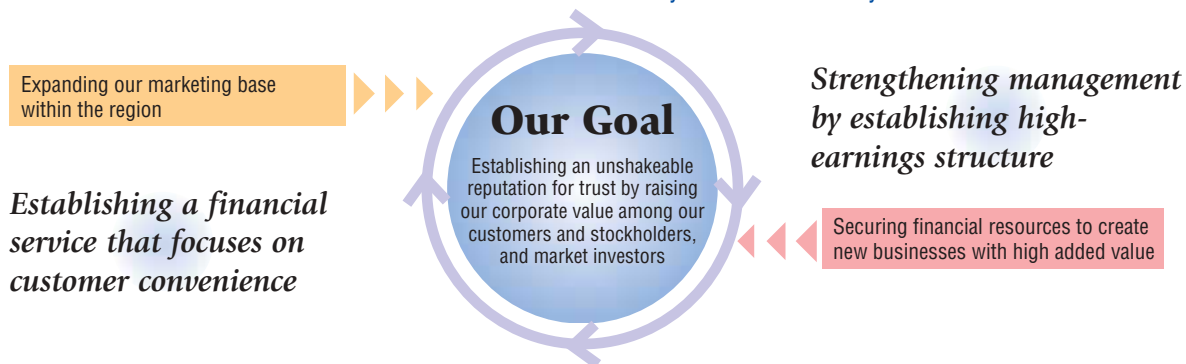 Expanding our marketing base
within the region
Establishing a financial
service that focuses on
customer convenience
Our Goal
Establishing an unshakeable
reputation for trust by raising
our corporate value among our
customers and stockholders,
and market investors
Strengthening management
by establishing high-
earnings structure
Securing financial resources to create
new businesses with high added value